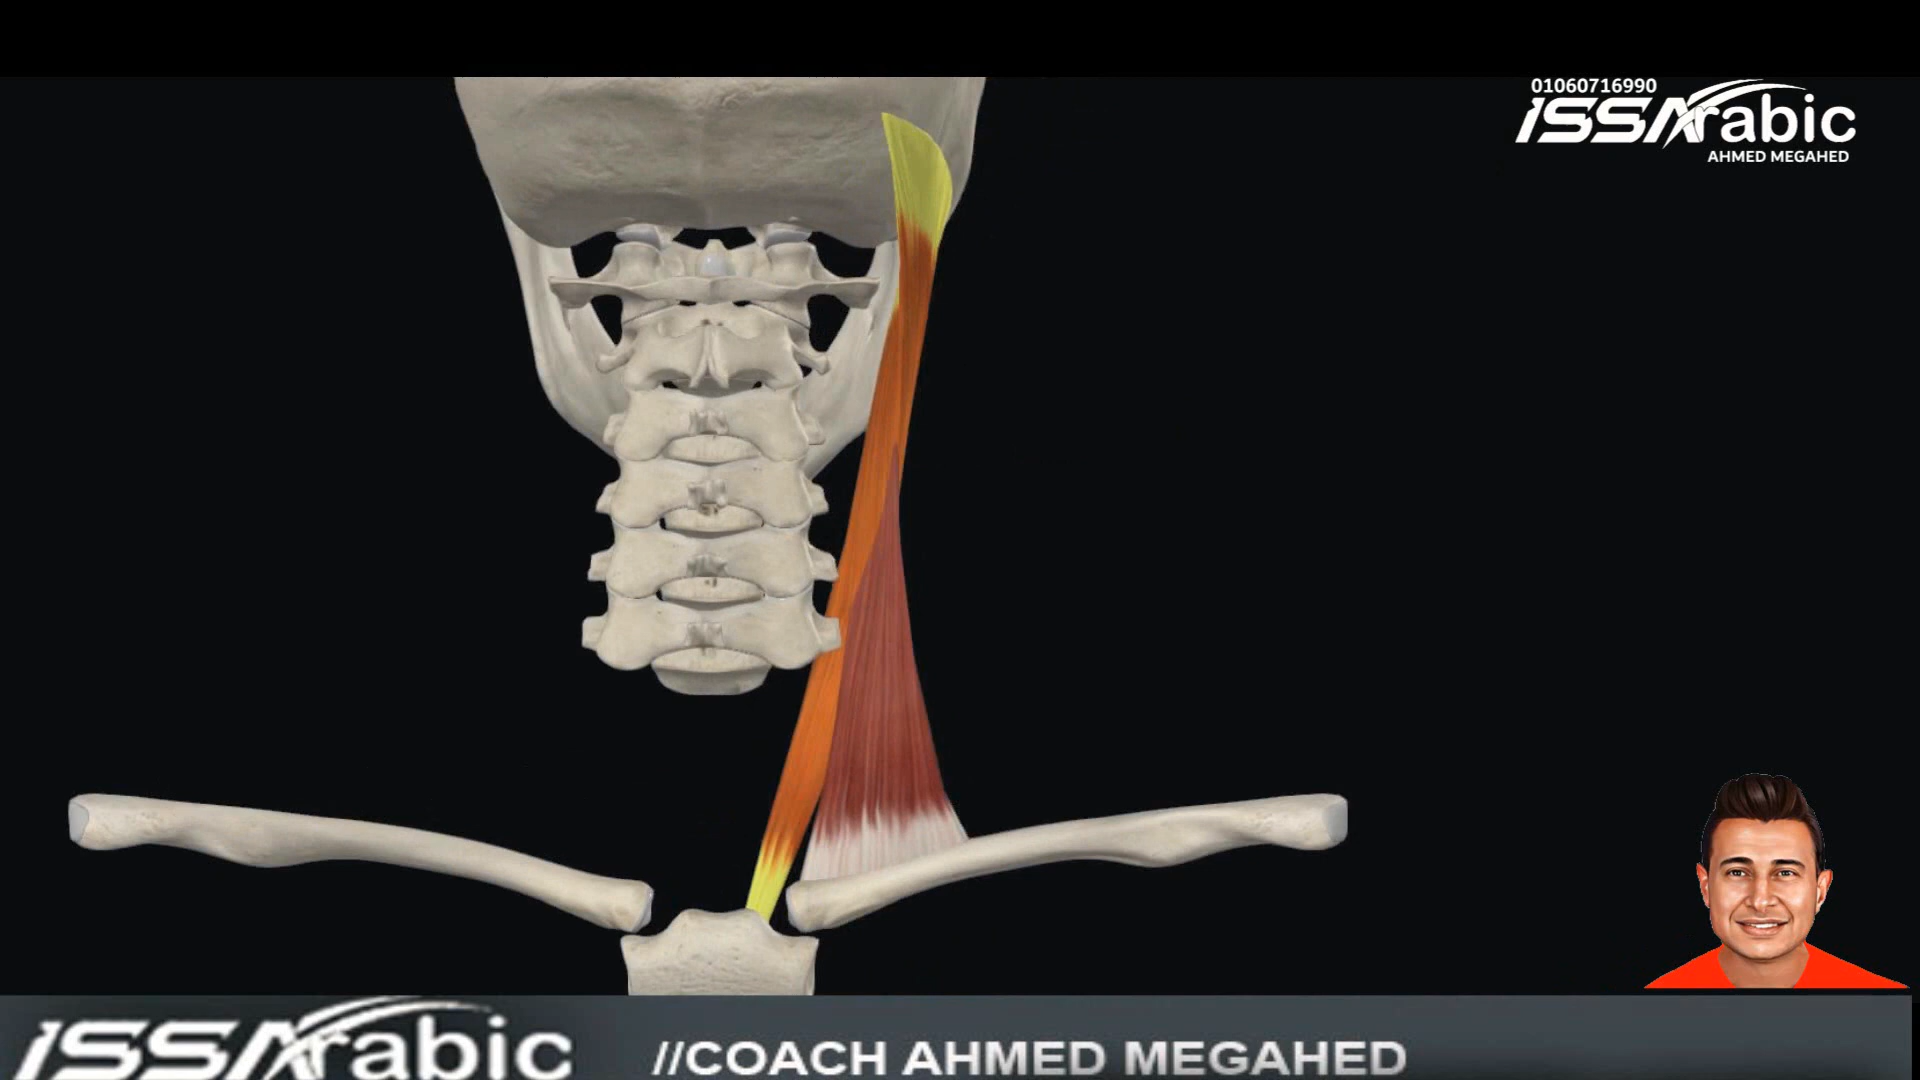 01060716990
ISSArabic
AHMED MEGAHED
ISSArabic
//COACH AHMED MEGAHED